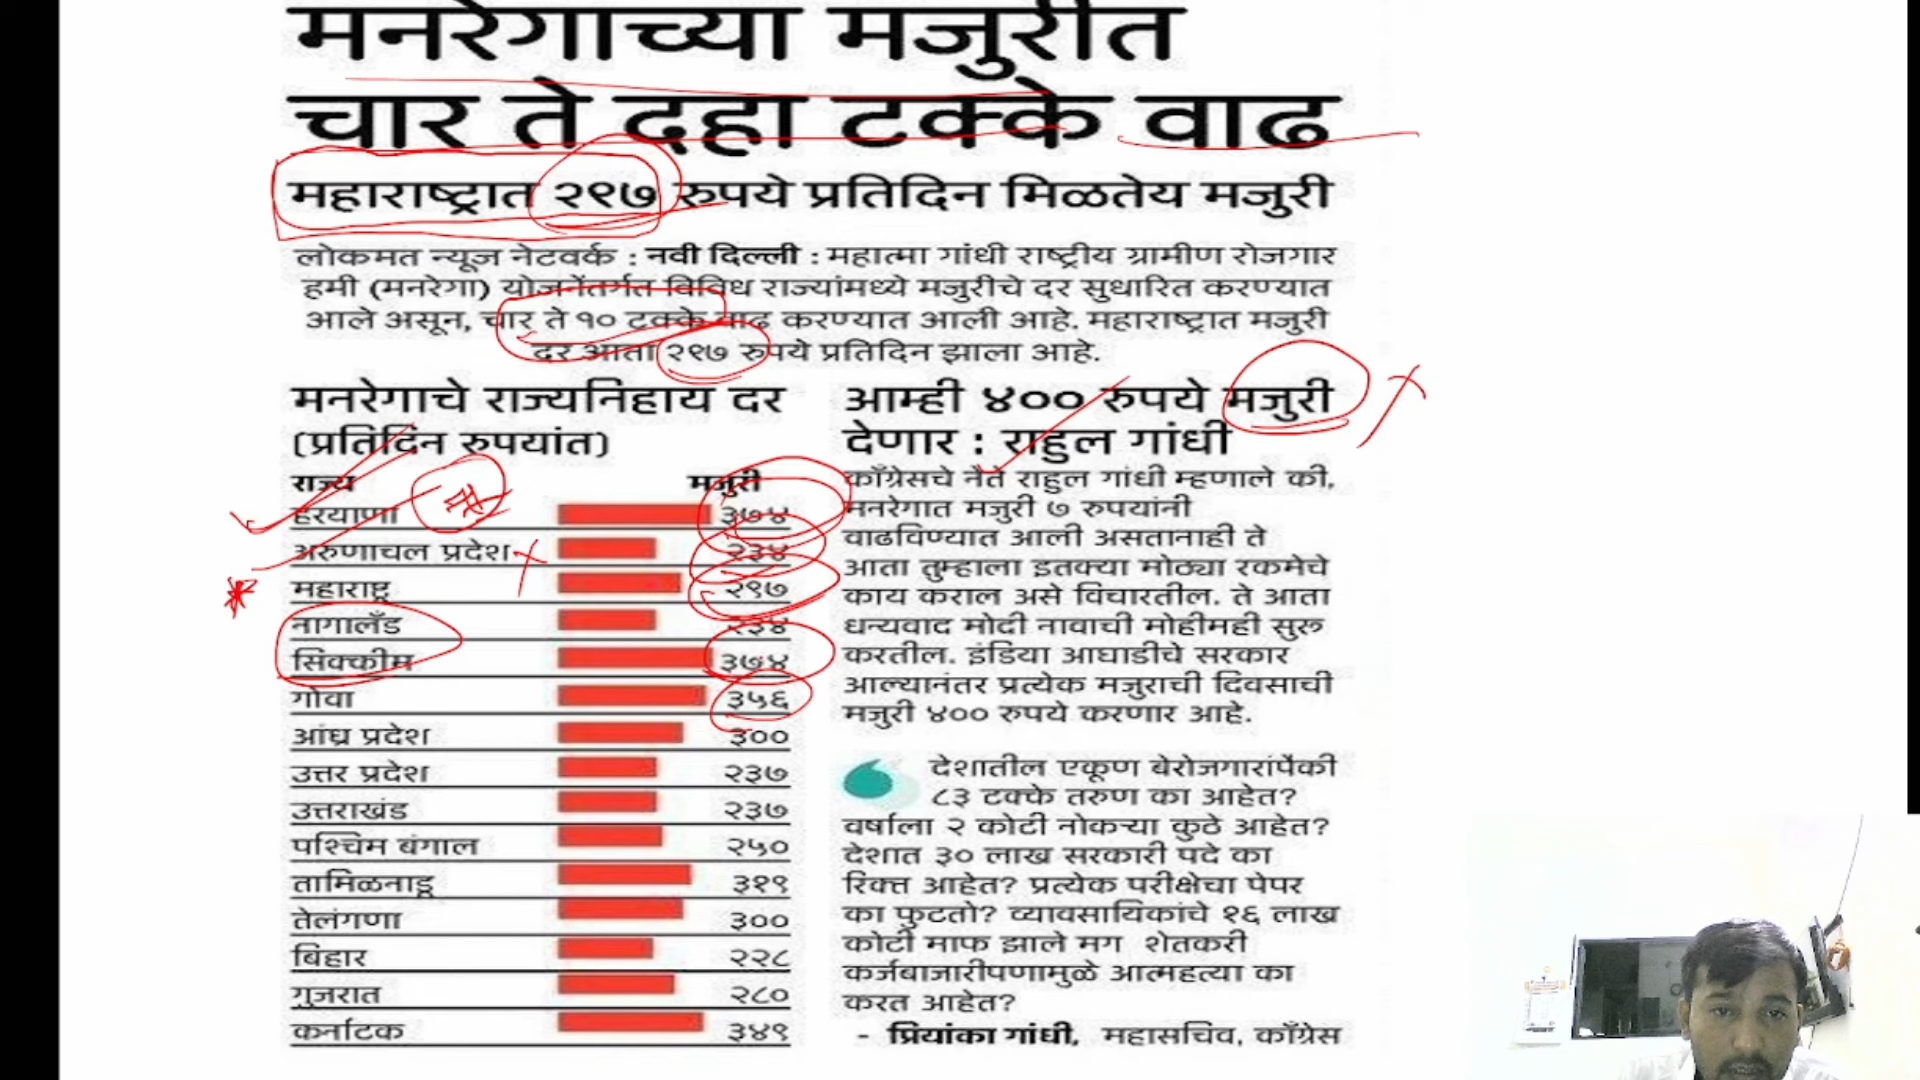 मनरेगाच्या मजुरीत
चार ते दहा टक्के वाढ
महाराष्ट्रात २९७ रुपये प्रतिदिन मिळतेय मजुरी
लोकमत न्यूज नेटवर्क : नवी दिल्ली : महात्मा गांधी राष्ट्रीय ग्रामीण रोजगार
हमी (मनरेगा) योजनेंतर्गत विविध राज्यांमध्ये मजुरीचे दर सुधारित करण्यात
आले असून, चार ते १० टक्के वाढ करण्यात आली आहे. महाराष्ट्रात मजुरी
दर आता २९७ रुपये प्रतिदिन झाला आहे.
मनरेगाचे राज्यनिहाय दर
(प्रतिदिन रुपयांत)
राज्य मजुरी
हरयाणा ३७४
अरुणाचल प्रदेश २३४
महाराष्ट्र २९७
नागालँड २३४
सिक्कीम ३७४
गोवा ३५६
आंध्र प्रदेश ३००
उत्तर प्रदेश २३७
उत्तराखंड २३७
पश्चिम बंगाल २५०
तामिळनाडू ३१९
तेलंगणा ३००
बिहार २२८
गुजरात २८०
कर्नाटक ३४९
आम्ही ४०० रुपये मजुरी
देणार : राहुल गांधी
काँग्रेसचे नेते राहुल गांधी म्हणाले की,
मनरेगात मजुरी ७ रुपयांनी
वाढविण्यात आली असतानाही ते
आता तुम्हाला इतक्या मोठ्या रकमेचे
काय कराल असे विचारतील. ते आता
धन्यवाद मोदी नावाची मोहीमही सुरू
करतील. इंडिया आघाडीचे सरकार
आल्यानंतर प्रत्येक मजुराची दिवसाची
मजुरी ४०० रुपये करणार आहे.
देशातील एकूण बेरोजगारांपैकी
८३ टक्के तरुण का आहेत?
वर्षाला २ कोटी नोकऱ्या कुठे आहेत?
देशात ३० लाख सरकारी पदे का
रिक्त आहेत? प्रत्येक परीक्षेचा पेपर
का फुटतो? व्यावसायिकांचे १६ लाख
कोटी माफ झाले मग शेतकरी
कर्जबाजारीपणामुळे आत्महत्या का
करत आहेत?
- प्रियांका गांधी, महासचिव, काँग्रेस